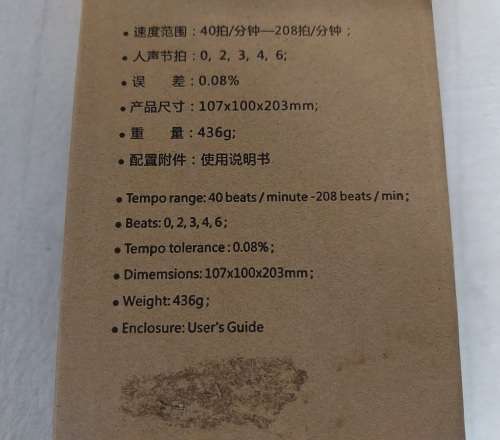 • 速度范围：40拍/分钟—208拍/分钟；
• 人声节拍：0, 2, 3, 4, 6;
• 误 差：0.08%
• 产品尺寸：107x100x203mm;
• 重 量：436g;
• 配置附件：使用说明书
• Tempo range: 40 beats / minute -208 beats / min;
• Beats: 0, 2, 3, 4, 6;
• Tempo tolerance : 0.08% ;
• Dimemsions: 107x100x203mm ;
• Weight: 436g ;
• Enclosure: User's Guide